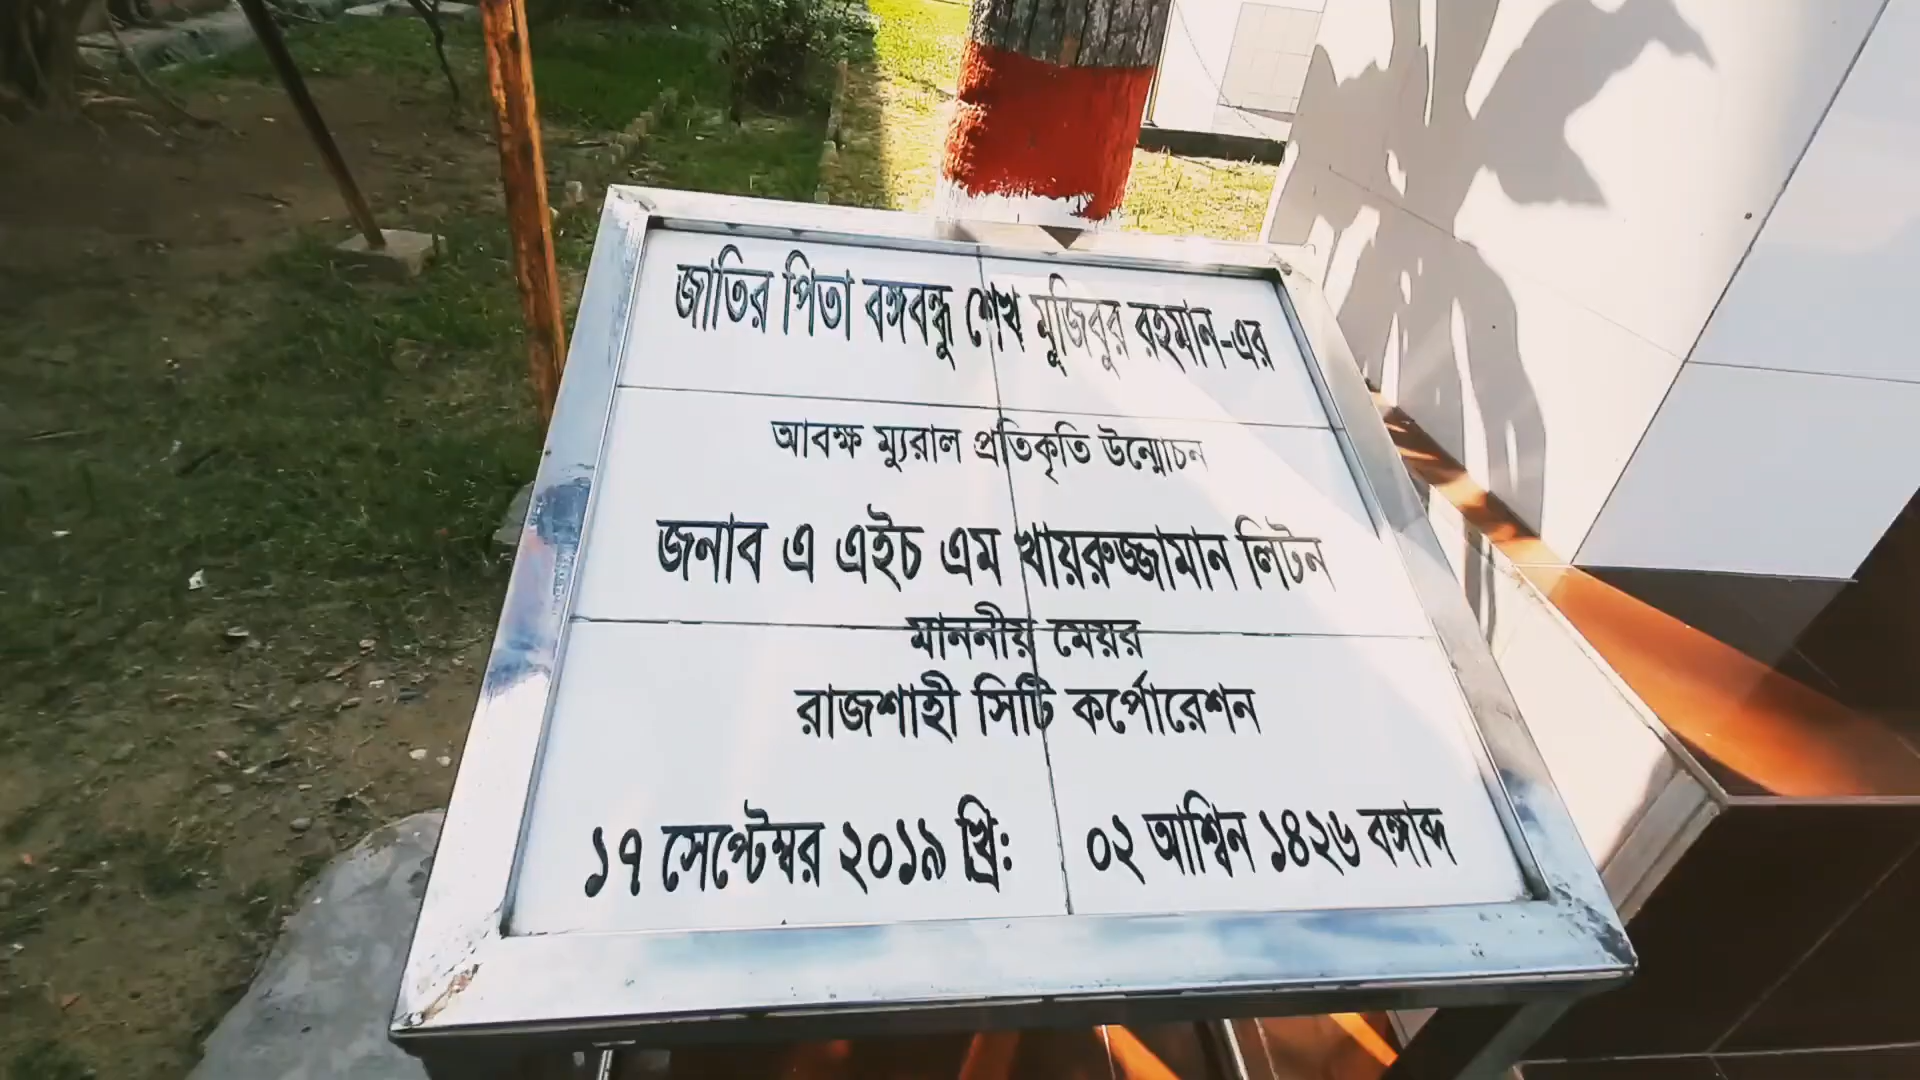 জাতির পিতা বঙ্গবন্ধু শেখ মুজিবুর রহমান-এর
আবক্ষ ম্যুরাল প্রতিকৃতি উন্মোচন
জনাব এ এইচ এম খায়রুজ্জামান লিটন
মাননীয় মেয়র
রাজশাহী সিটি কর্পোরেশন
১৭ সেপ্টেম্বর ২০১৯ খ্রি: ০২ আশ্বিন ১৪২৬ বঙ্গাব্দ